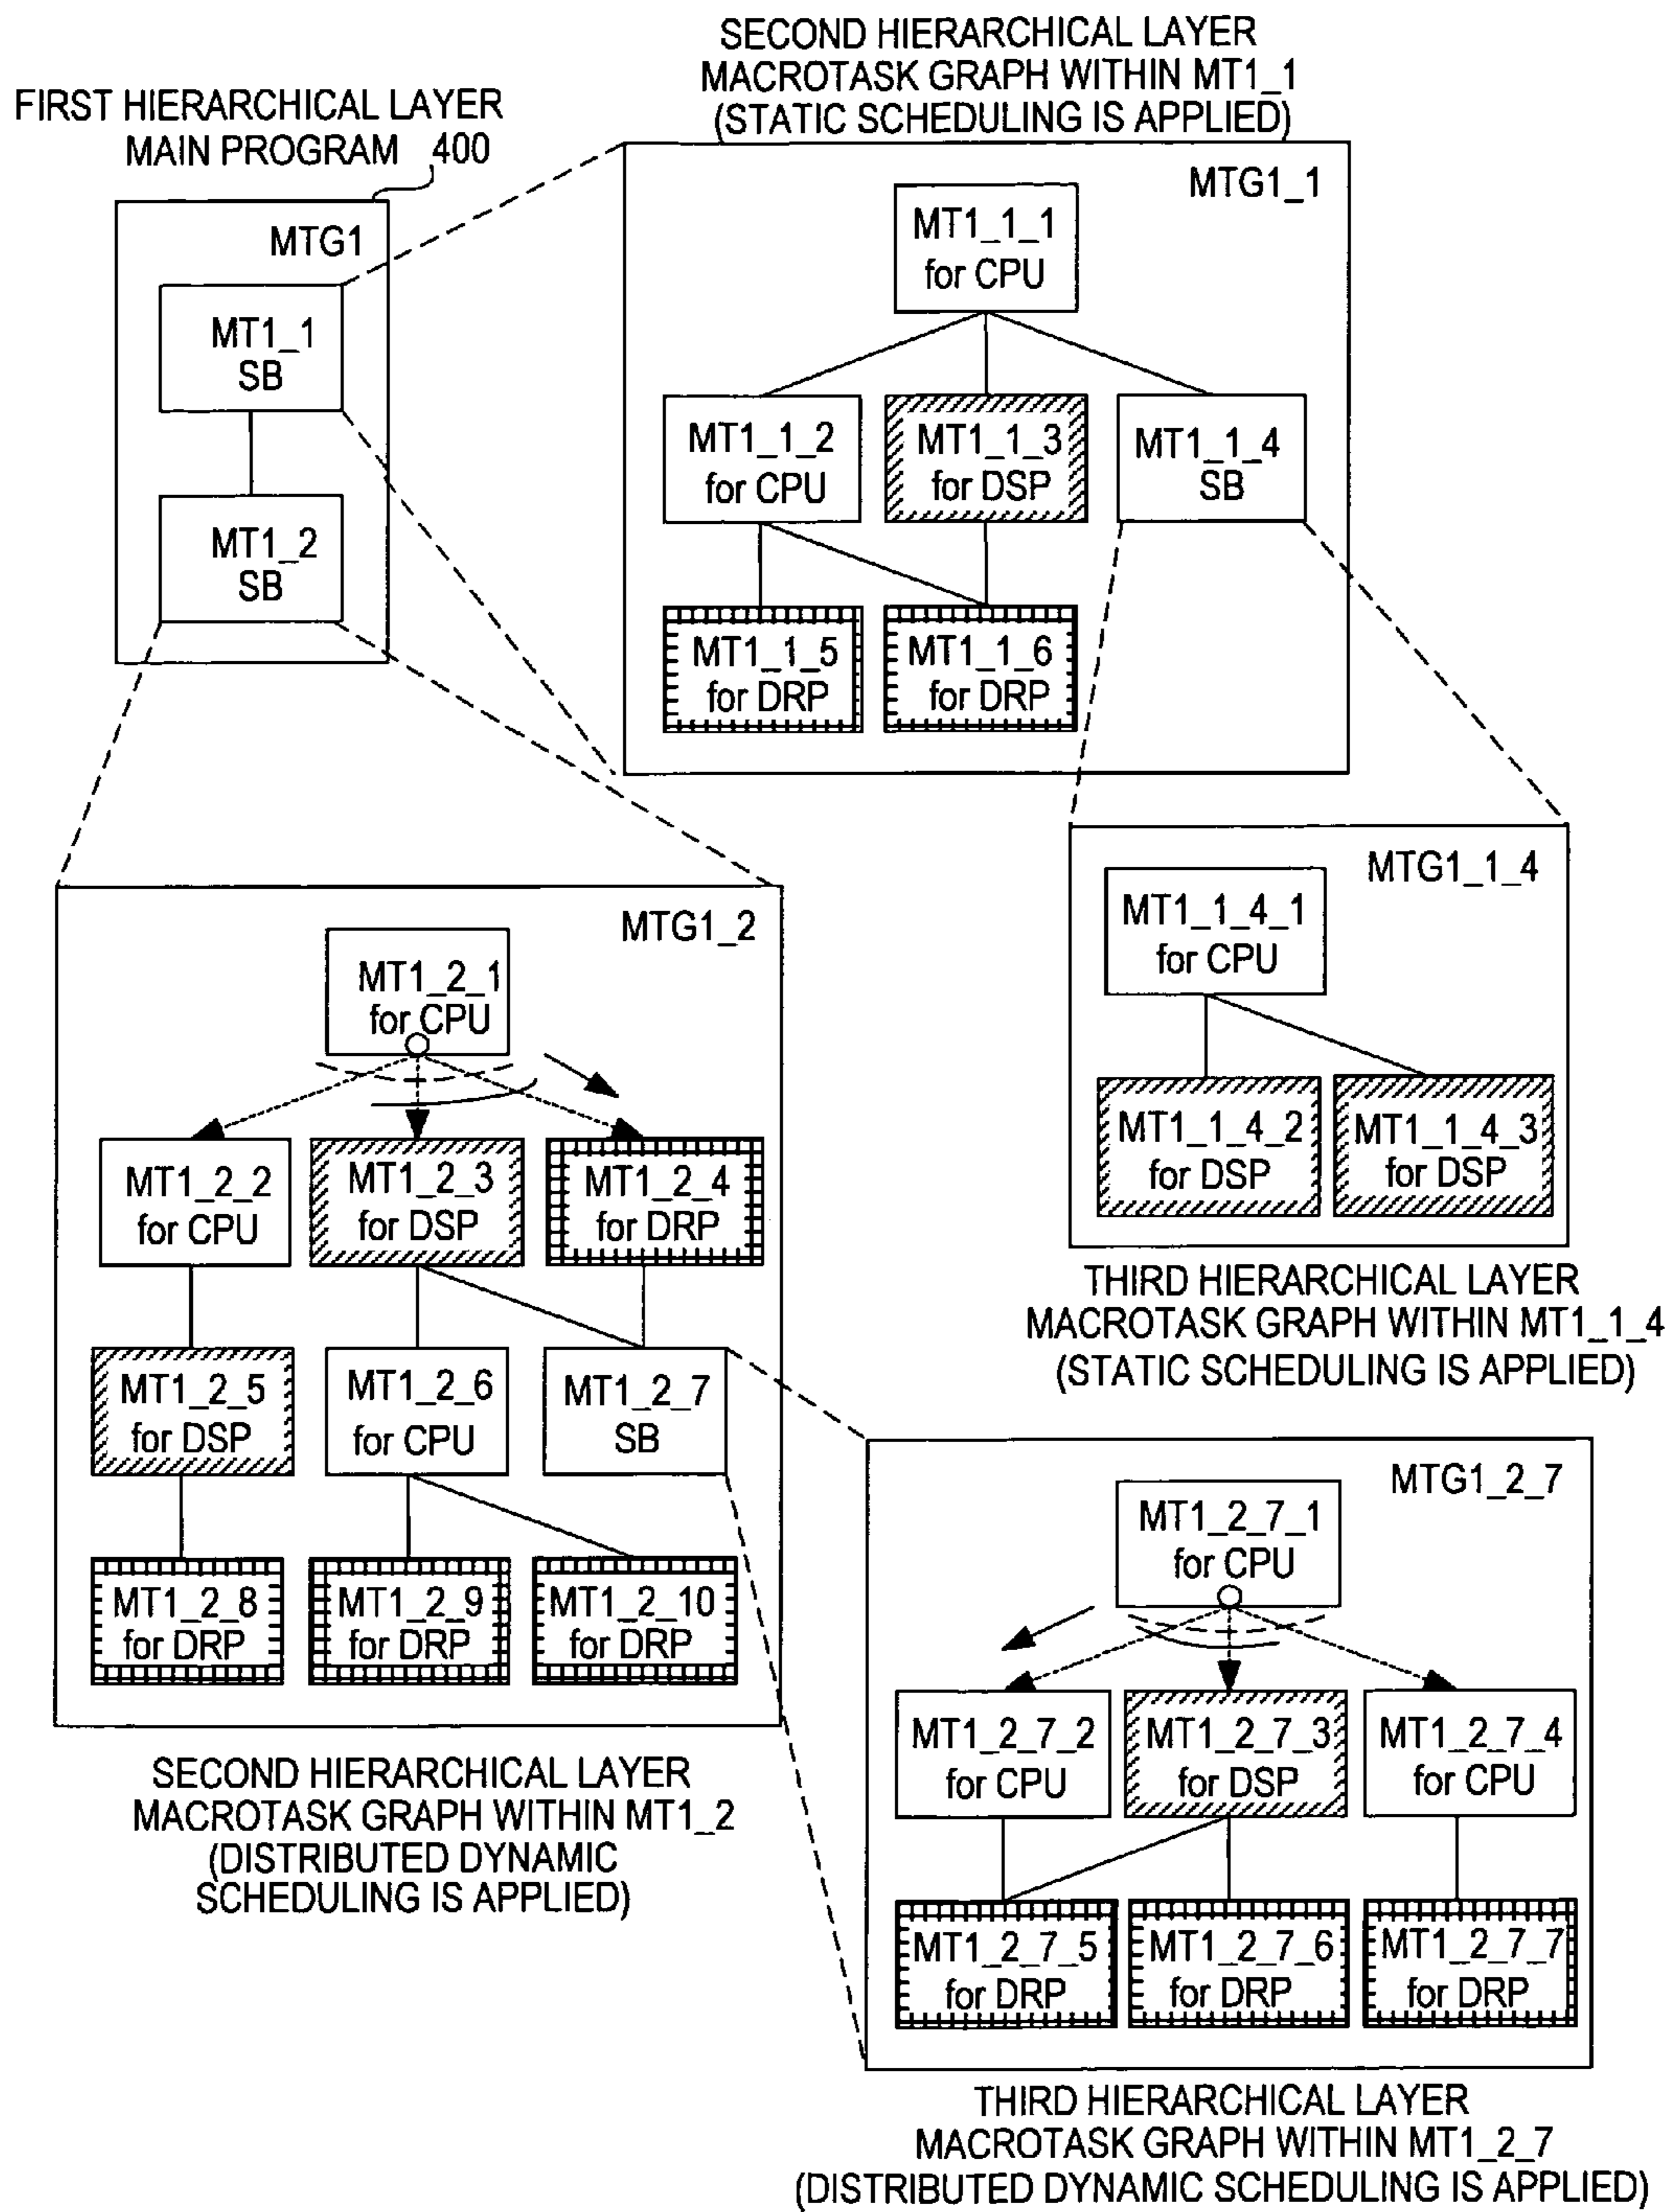 FIRST HIERARCHICAL LAYER
MAIN PROGRAM 400
MTG1
MT1_1
SB
MT1_2
SB
SECOND HIERARCHICAL LAYER
MACROTASK GRAPH WITHIN MT1_1
(STATIC SCHEDULING IS APPLIED)
MTG1_1
MT1_1_1
for CPU
MT1_1_2
for CPU
MT1_1_3
for DSP
MT1_1_4
SB
MT1_1_5
for DRP
MT1_1_6
for DRP
MTG1_1_4
MT1_1_4_1
for CPU
MT1_1_4_2
for DSP
MT1_1_4_3
for DSP
THIRD HIERARCHICAL LAYER
MACROTASK GRAPH WITHIN MT1_1_4
(STATIC SCHEDULING IS APPLIED)
MTG1_2
MT1_2_1
for CPU
MT1_2_2
for CPU
MT1_2_3
for DSP
MT1_2_4
for DRP
MT1_2_5
for DSP
MT1_2_6
for CPU
MT1_2_7
SB
MT1_2_8
for DRP
MT1_2_9
for DRP
MT1_2_10
for DRP
SECOND HIERARCHICAL LAYER
MACROTASK GRAPH WITHIN MT1_2
(DISTRIBUTED DYNAMIC
SCHEDULING IS APPLIED)
MTG1_2_7
MT1_2_7_1
for CPU
MT1_2_7_2
for CPU
MT1_2_7_3
for DSP
MT1_2_7_4
for CPU
MT1_2_7_5
for DRP
MT1_2_7_6
for DRP
MT1_2_7_7
for DRP
THIRD HIERARCHICAL LAYER
MACROTASK GRAPH WITHIN MT1_2_7
(DISTRIBUTED DYNAMIC SCHEDULING IS APPLIED)